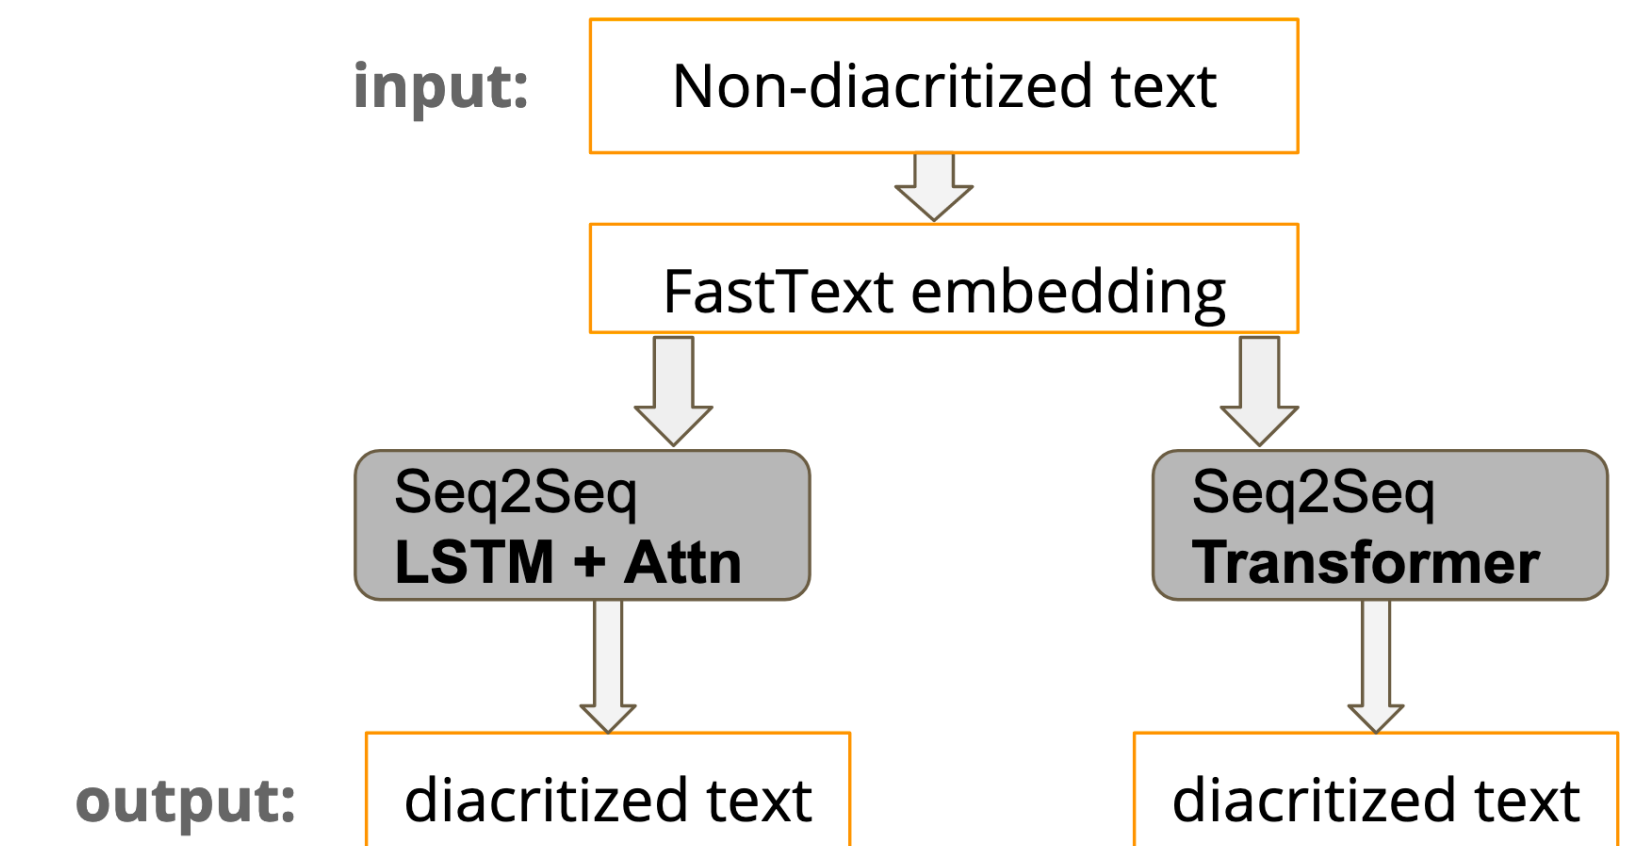 input:
Non-diacritized text
FastText embedding
Seq2Seq
LSTM + Attn
Seq2Seq
Transformer
output:
diacritized text
diacritized text